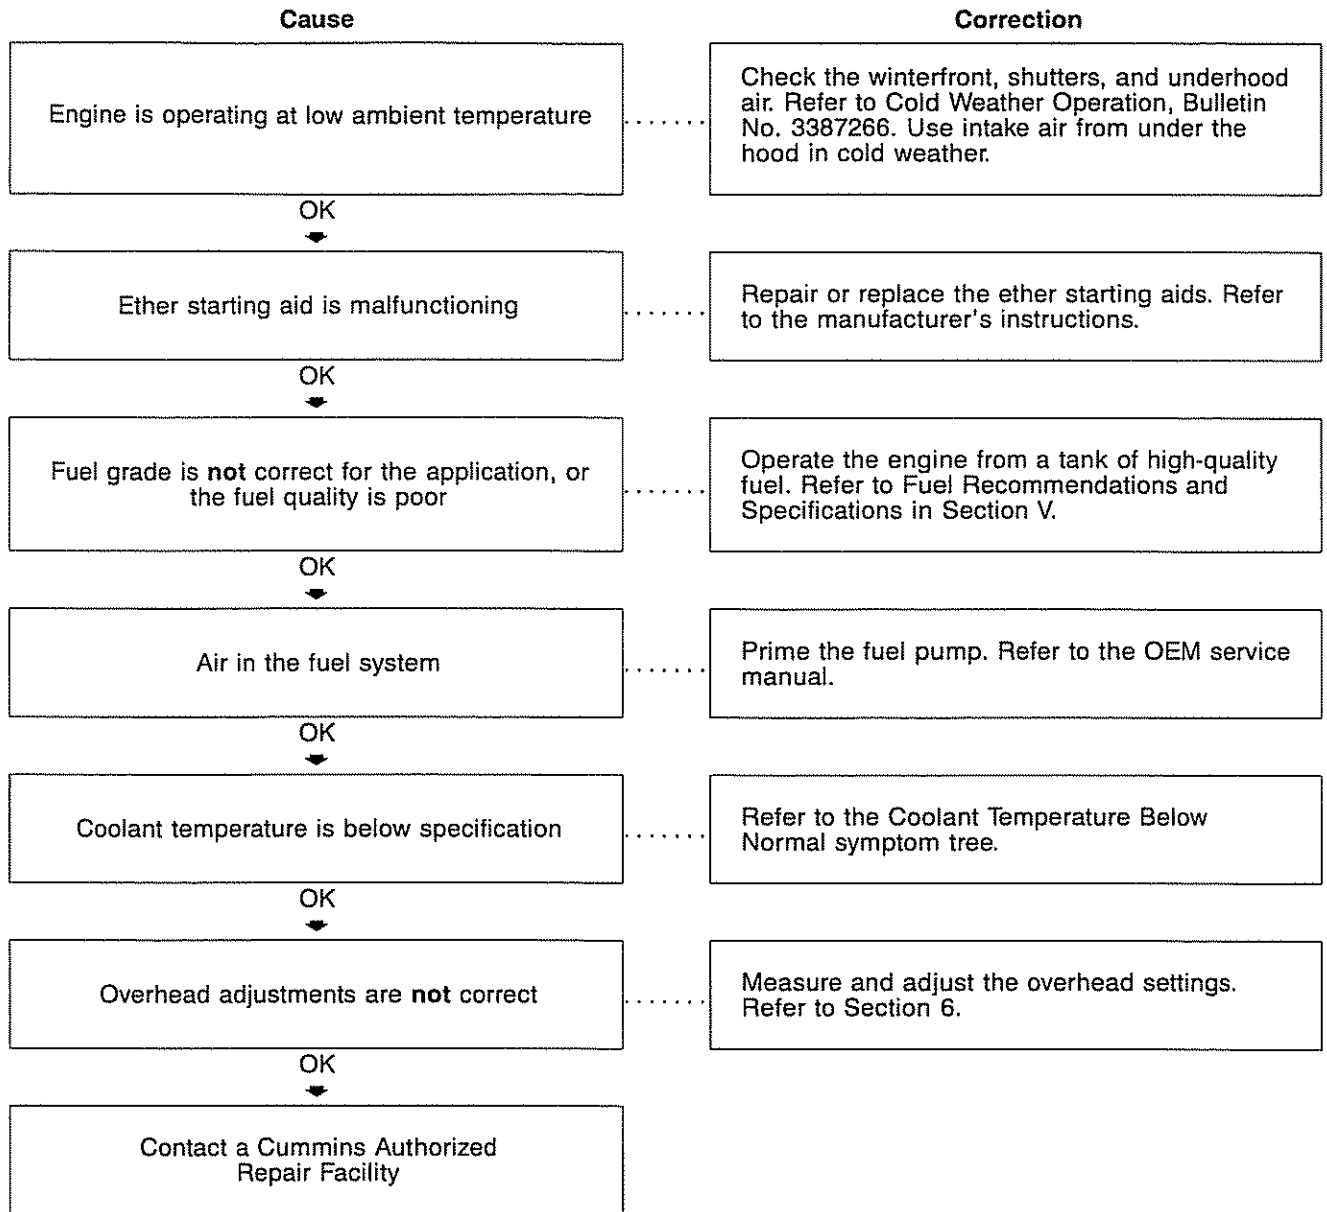 Cause
Correction
Engine is operating at low ambient temperature
Check the winterfront, shutters, and underhood
air. Refer to Cold Weather Operation, Bulletin
No. 3387266. Use intake air from under the
hood in cold weather.
OK
Ether starting aid is malfunctioning
Repair or replace the ether starting aids. Refer
to the manufacturer's instructions.
OK
Fuel grade is not correct for the application, or
the fuel quality is poor
Operate the engine from a tank of high-quality
fuel. Refer to Fuel Recommendations and
Specifications in Section V.
OK
Air in the fuel system
Prime the fuel pump. Refer to the OEM service
manual.
OK
Coolant temperature is below specification
Refer to the Coolant Temperature Below
Normal symptom tree.
OK
Overhead adjustments are not correct
Measure and adjust the overhead settings.
Refer to Section 6.
OK
Contact a Cummins Authorized
Repair Facility